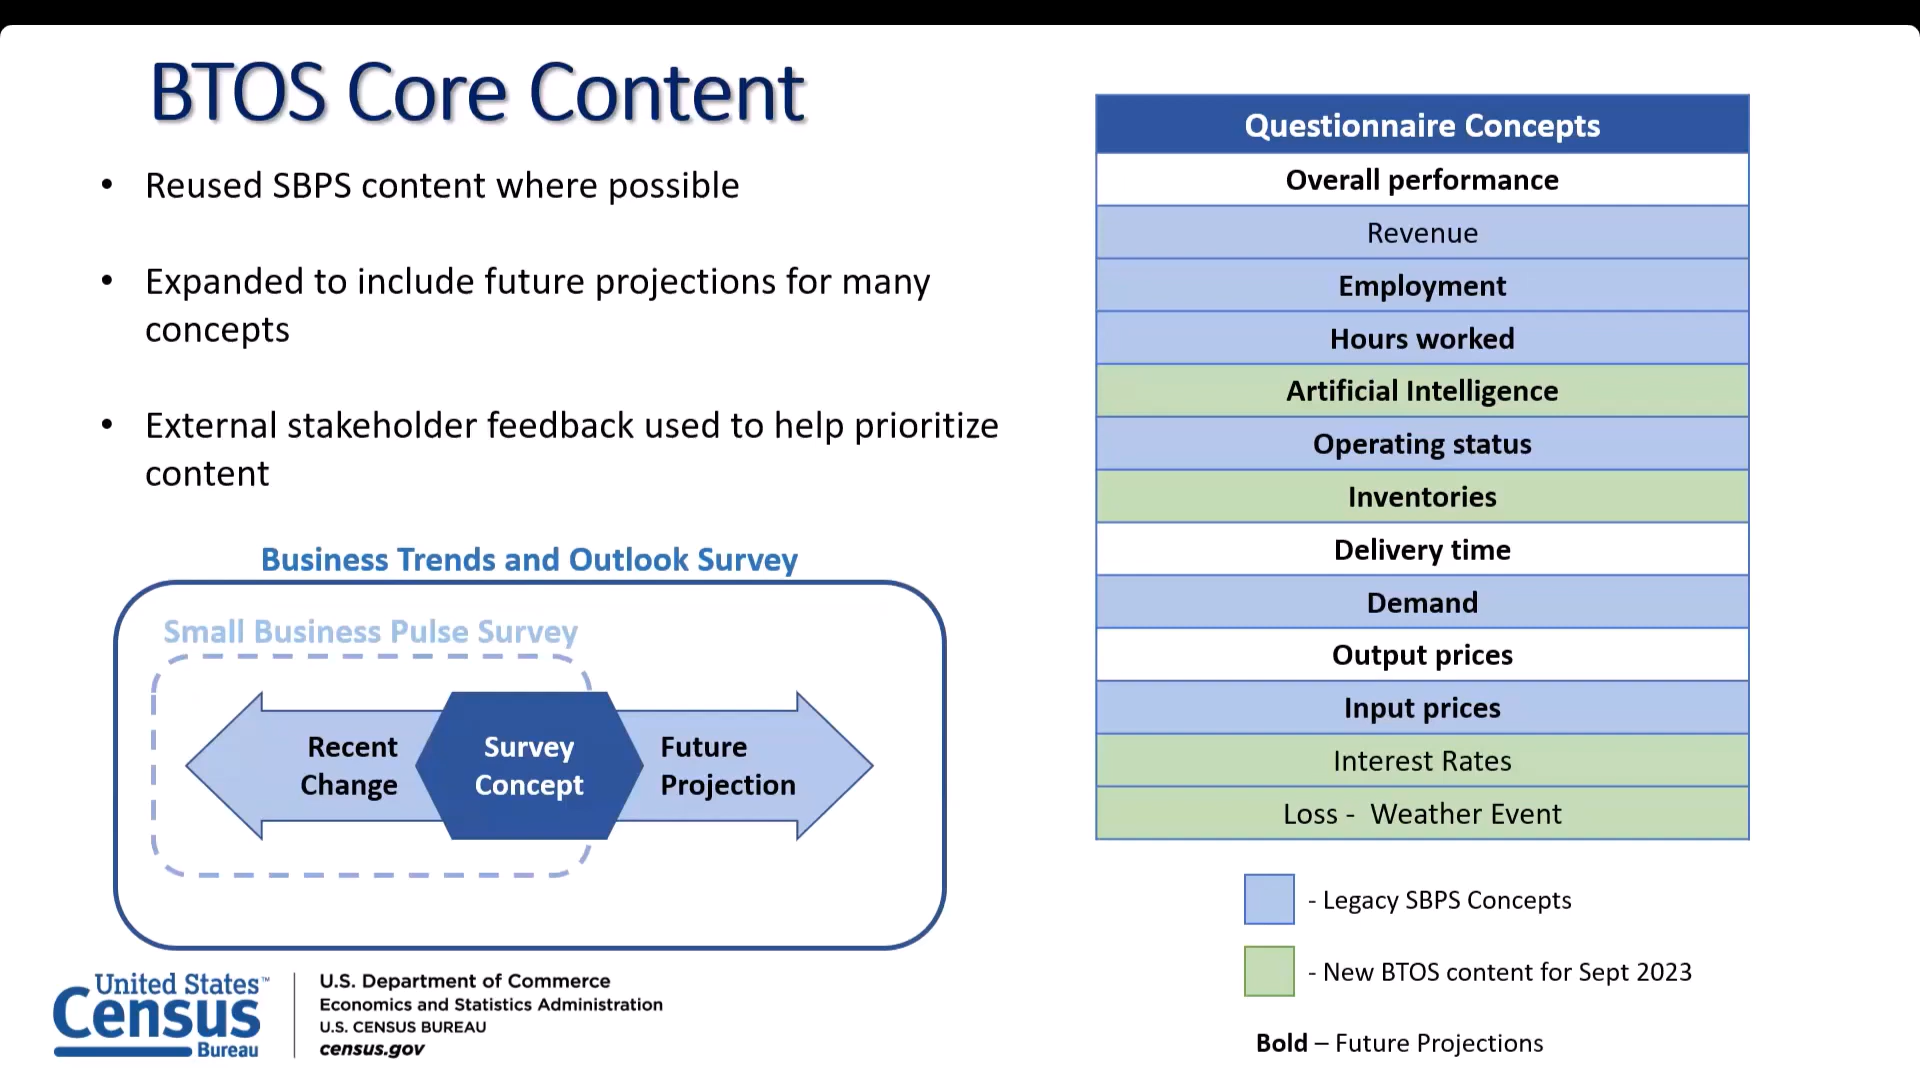 BTOS Core Content
• Reused SBPS content where possible
• Expanded to include future projections for many
concepts
• External stakeholder feedback used to help prioritize
content
Business Trends and Outlook Survey
Small Business Pulse Survey
Recent
Change
Survey
Concept
Future
Projection
United States™
Census
Bureau
U.S. Department of Commerce
Economics and Statistics Administration
U.S. CENSUS BUREAU
census.gov
Questionnaire Concepts
Overall performance
Revenue
Employment
Hours worked
Artificial Intelligence
Operating status
Inventories
Delivery time
Demand
Output prices
Input prices
Interest Rates
Loss - Weather Event
- Legacy SBPS Concepts
- New BTOS content for Sept 2023
Bold – Future Projections